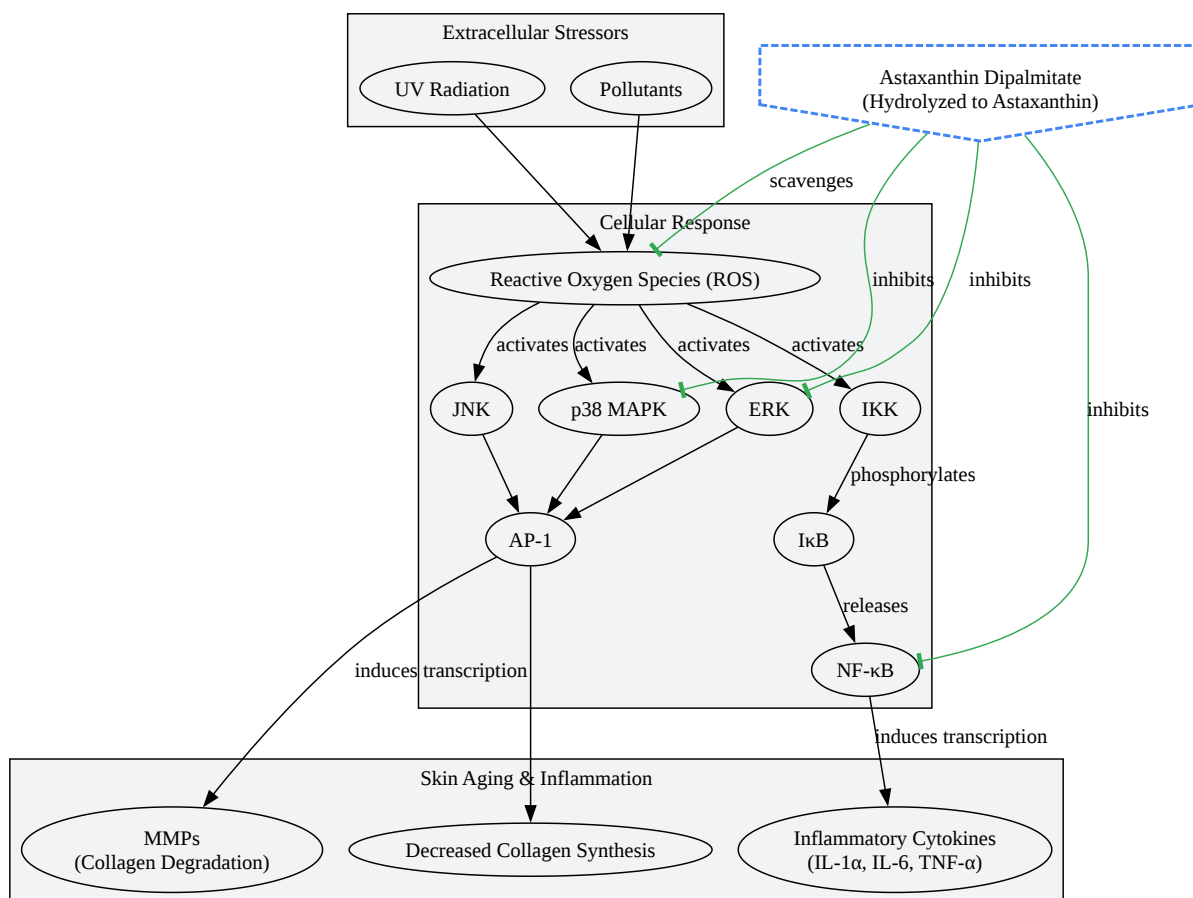 Extracellular Stressors
UV Radiation
Pollutants
Astaxanthin Dipalmitate
(Hydrolyzed to Astaxanthin)
scavenges
Cellular Response
Reactive Oxygen Species (ROS)
inhibits
inhibits
activates
activates
activates
activates
JNK
p38 MAPK
ERK
IKK
inhibits
phosphorylates
AP-1
IκB
releases
induces transcription
NF-κB
induces transcription
Skin Aging & Inflammation
MMPs
(Collagen Degradation)
Decreased Collagen Synthesis
Inflammatory Cytokines
(IL-1α, IL-6, TNF-α)